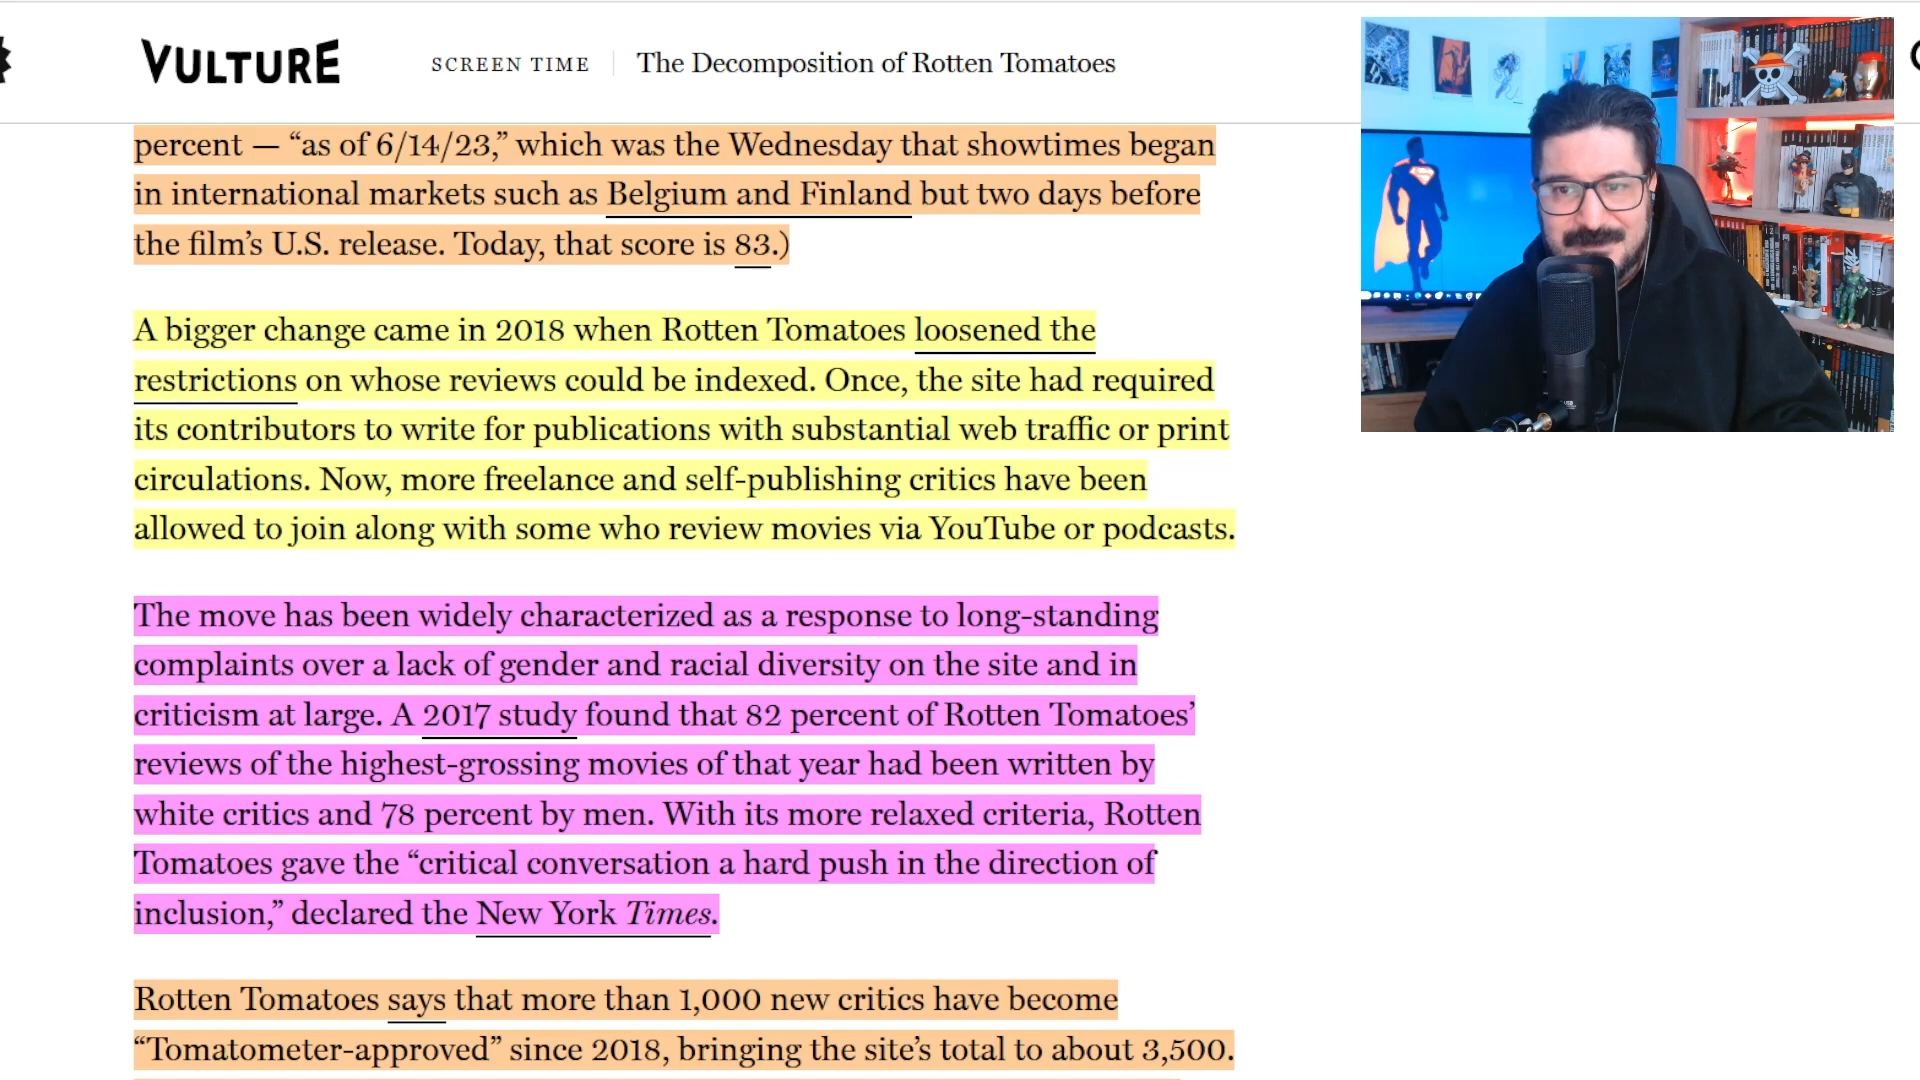 VULTURE
SCREEN TIME
The Decomposition of Rotten Tomatoes
percent — “as of 6/14/23,” which was the Wednesday that showtimes began
in international markets such as Belgium and Finland but two days before
the film’s U.S. release. Today, that score is 83.)
A bigger change came in 2018 when Rotten Tomatoes loosened the
restrictions on whose reviews could be indexed. Once, the site had required
its contributors to write for publications with substantial web traffic or print
circulations. Now, more freelance and self-publishing critics have been
allowed to join along with some who review movies via YouTube or podcasts.
The move has been widely characterized as a response to long-standing
complaints over a lack of gender and racial diversity on the site and in
criticism at large. A 2017 study found that 82 percent of Rotten Tomatoes’
reviews of the highest-grossing movies of that year had been written by
white critics and 78 percent by men. With its more relaxed criteria, Rotten
Tomatoes gave the “critical conversation a hard push in the direction of
inclusion,” declared the New York Times.
Rotten Tomatoes says that more than 1,000 new critics have become
“Tomatometer-approved” since 2018, bringing the site’s total to about 3,500.